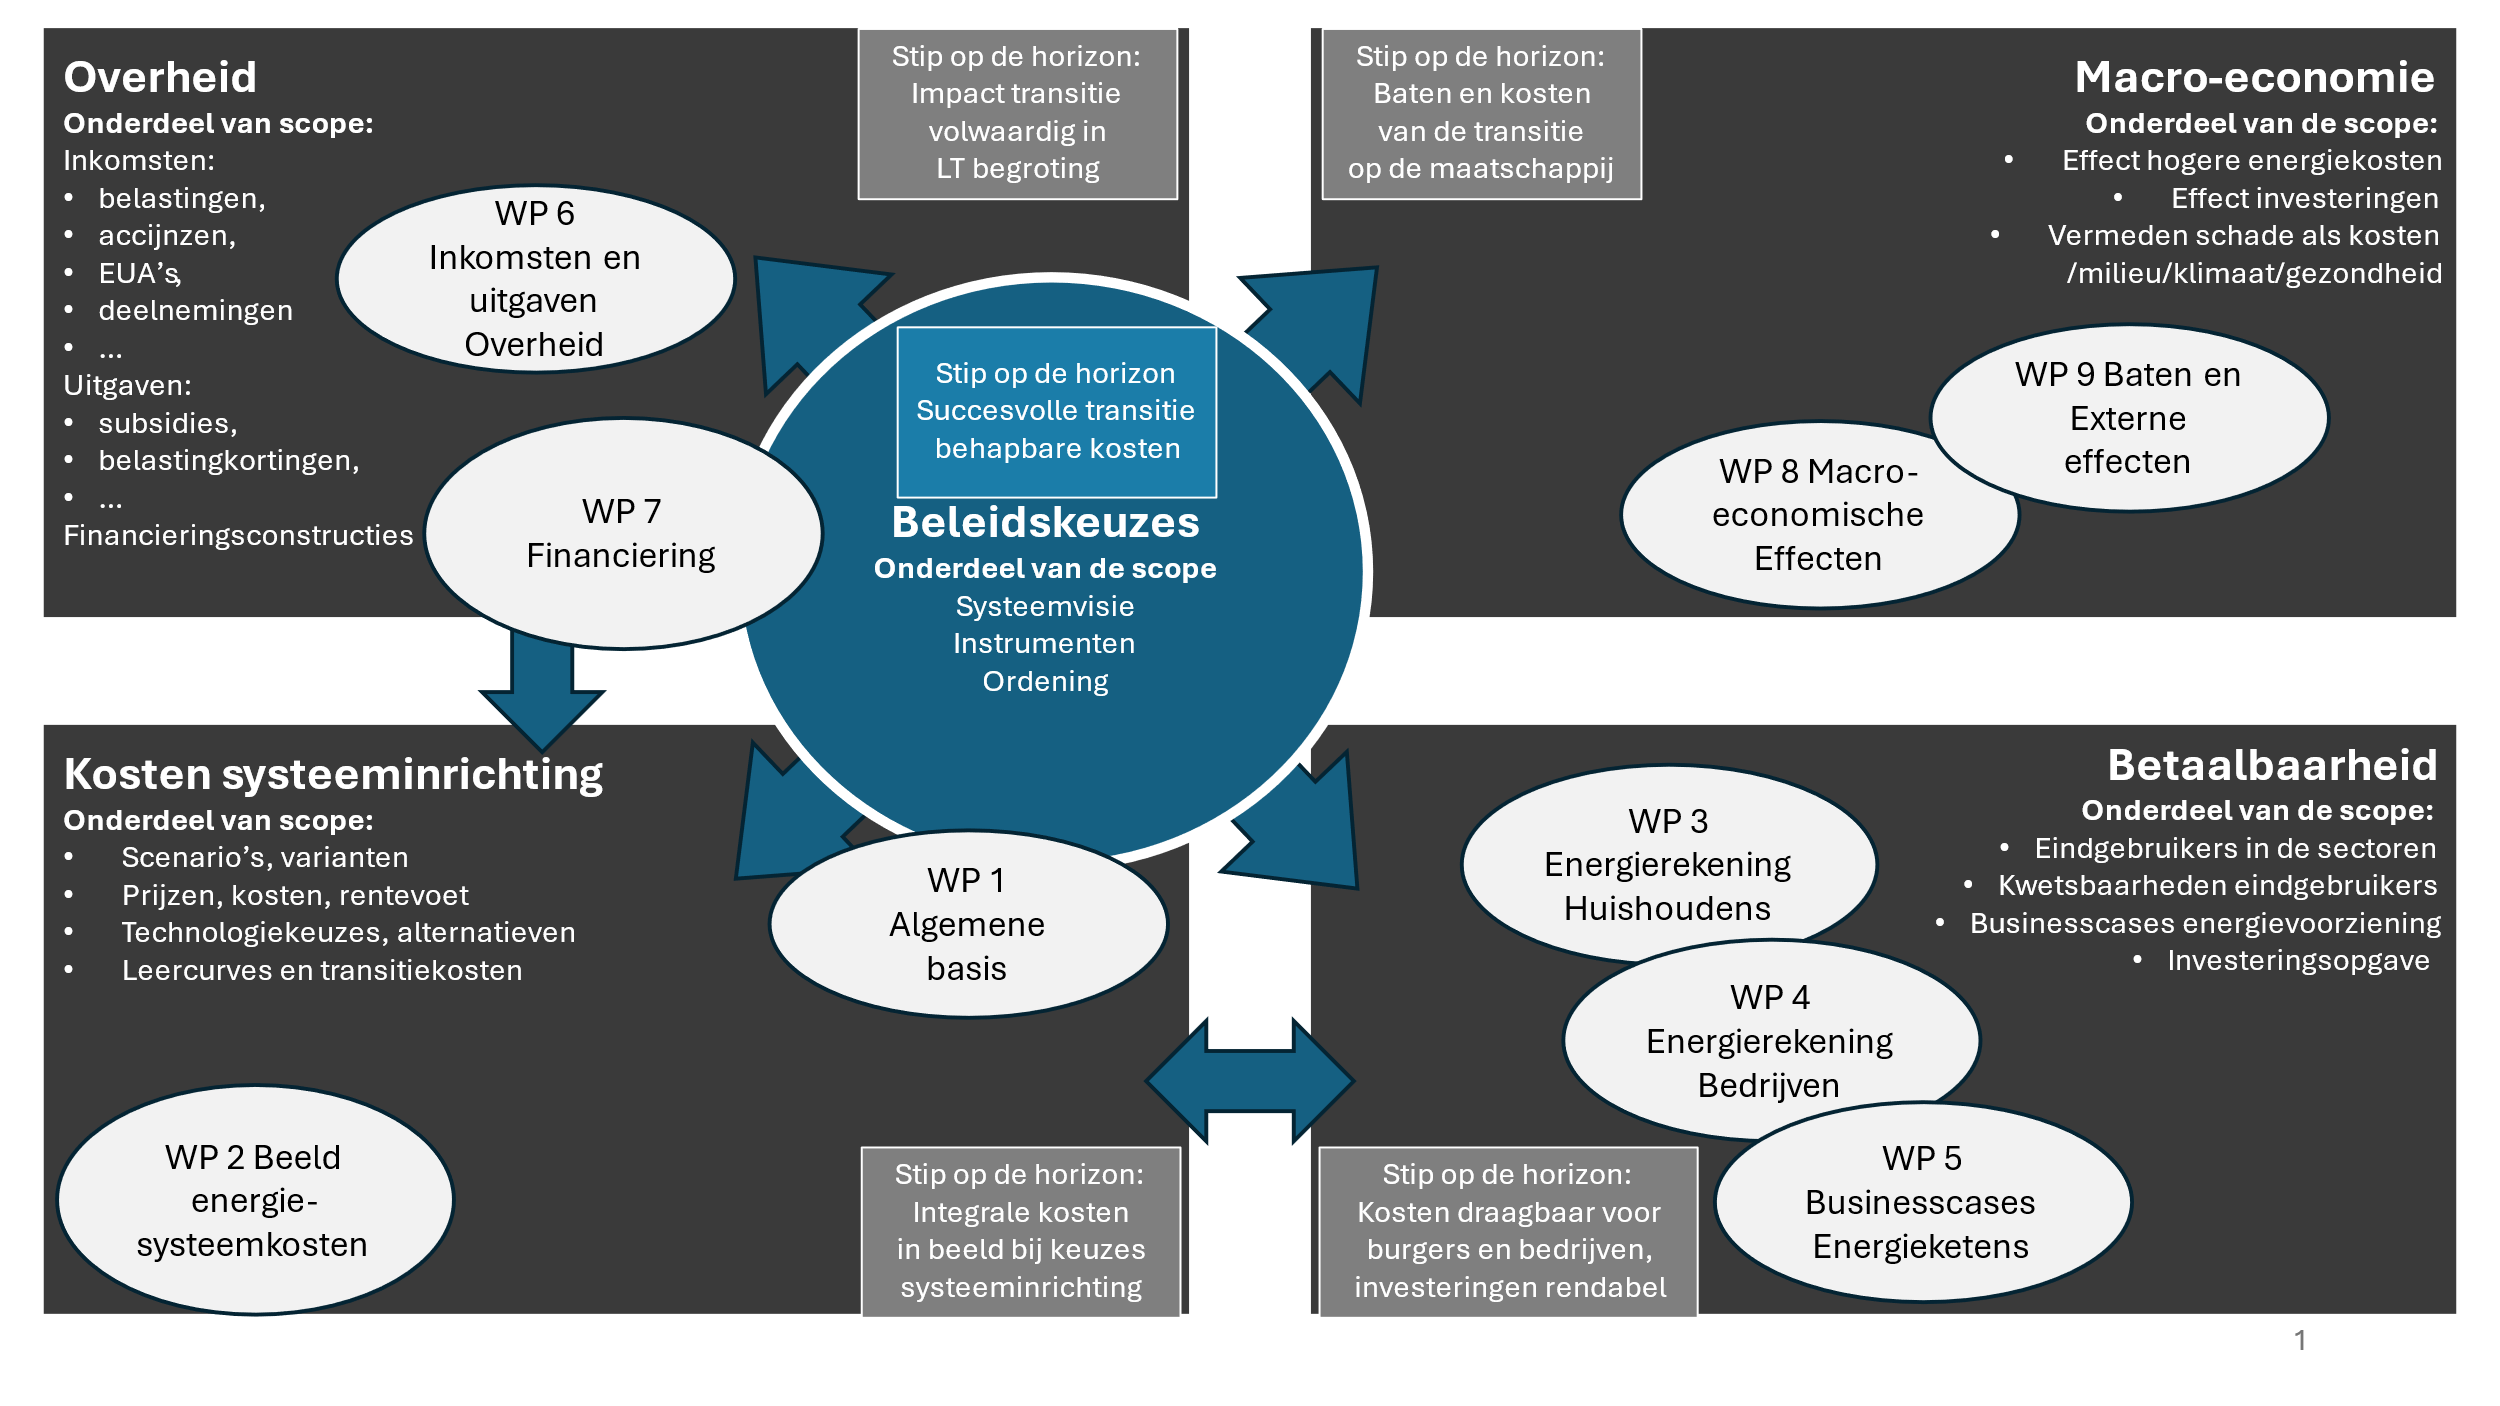 Overheid
Onderdeel van scope:
Inkomsten:
• belastingen,
• accijnzen,
• EUA's,
• deelnemingen
• ...
Uitgaven:
• subsidies,
• belastingkortingen,
• ...
Financieringsconstructies
WP 6
Inkomsten en
uitgaven
Overheid
WP 7
Financiering
Stip op de horizon:
Impact transitie
volwaardig in
LT begroting
Stip op de horizon:
Baten en kosten
van de transitie
op de maatschappij
Macro-economie
Onderdeel van de scope:
• Effect hogere energiekosten
• Effect investeringen
• Vermeden schade als kosten
/milieu/klimaat/gezondheid
WP 9 Baten en
Externe
effecten
WP 8 Macro-
economische
Effecten
Stip op de horizon
Succesvolle transitie
behapbare kosten
Beleidskeuzes
Onderdeel van de scope
Systeemvisie
Instrumenten
Ordening
Kosten systeeminrichting
Onderdeel van scope:
• Scenario's, varianten
• Prijzen, kosten, rentevoet
• Technologiekeuzes, alternatieven
• Leercurves en transitiekosten
WP 1
Algemene
basis
WP 2 Beeld
energie-
systeemkosten
Stip op de horizon:
Integrale kosten
in beeld bij keuzes
systeeminrichting
Betaalbaarheid
Onderdeel van de scope:
• Eindgebruikers in de sectoren
• Kwetsbaarheden eindgebruikers
• Businesscases energievoorziening
• Investeringsopgave
WP 3
Energierekening
Huishoudens
WP 4
Energierekening
Bedrijven
WP 5
Businesscases
Energieketens
Stip op de horizon:
Kosten draagbaar voor
burgers en bedrijven,
investeringen rendabel
1